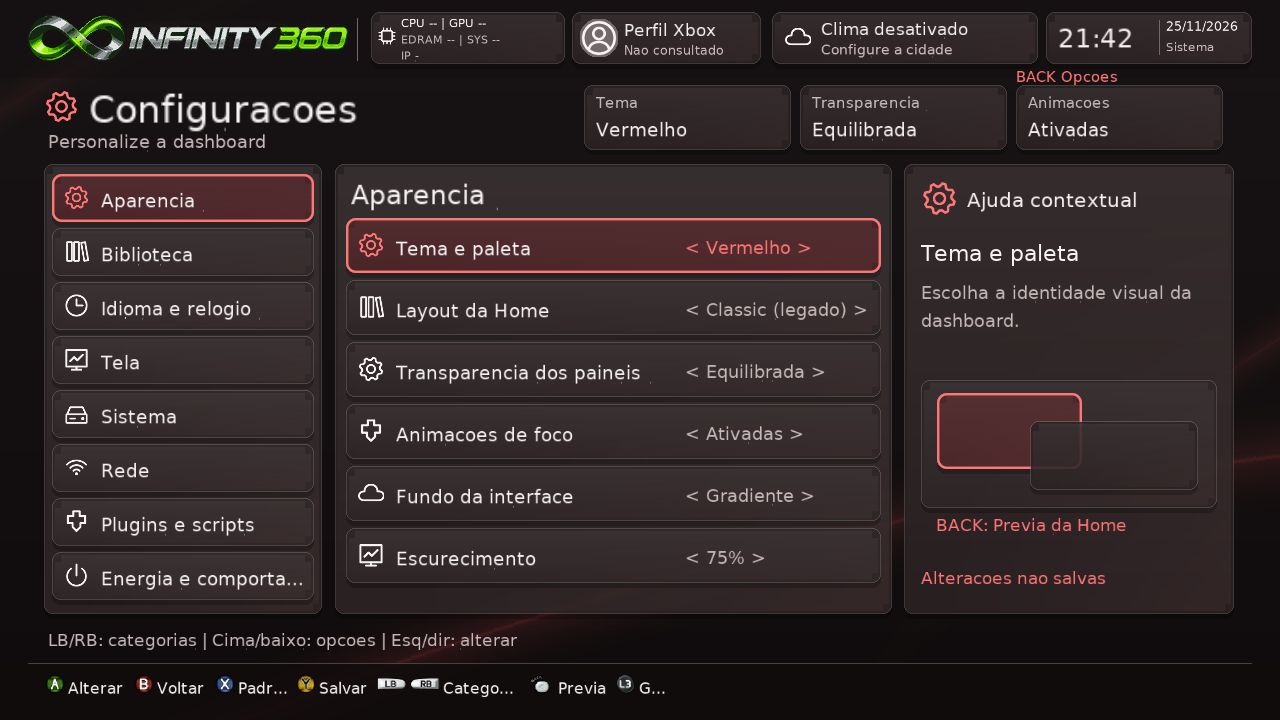 INFINITY 360
CPU -- | GPU --
EDRAM -- | SYS --
IP -
Perfil Xbox
Nao consultado
Clima desativado
Configure a cidade
21:42
25/11/2026
Sistema
BACK Opcoes
Configuracoes
Personalize a dashboard
Tema
Vermelho
Transparencia
Equilibrada
Animacoes
Ativadas
Aparencia
Biblioteca
Idioma e relogio
Tela
Sistema
Rede
Plugins e scripts
Energia e comporta...
Aparencia
Tema e paleta < Vermelho >
Layout da Home < Classic (legado) >
Transparencia dos paineis < Equilibrada >
Animacoes de foco < Ativadas >
Fundo da interface < Gradiente >
Escurecimento < 75% >
Ajuda contextual
Tema e paleta
Escolha a identidade visual da
dashboard.
BACK: Previa da Home
Alteracoes nao salvas
LB/RB: categorias | Cima/baixo: opcoes | Esq/dir: alterar
A Alterar B Voltar X Padr... Y Salvar LB RB Catego... Previa L3 G...